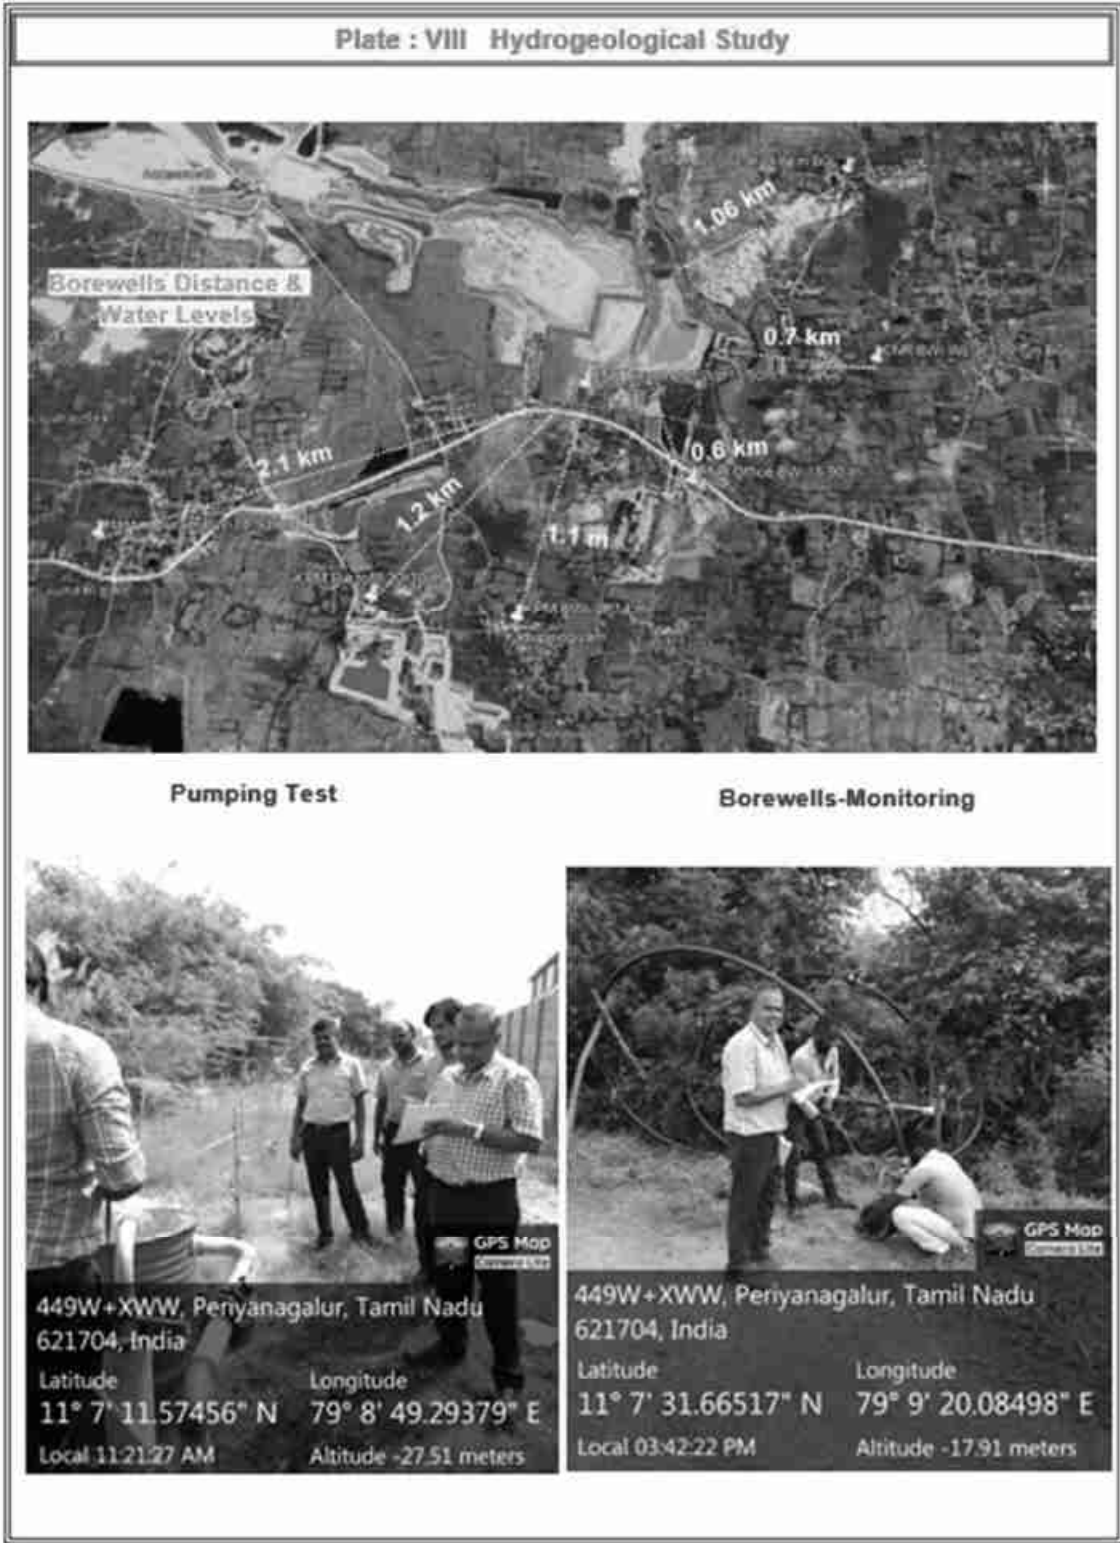 Plate : VIII Hydrogeological Study
1.06 km
Borewells Distance &
Water Levels
0.7 km
0.6 km
2.1 km
1.2 km
1.1 m
Pumping Test
Borewells-Monitoring
GPS Map
Camera Lite
449W+XWW, Periyanagalur, Tamil Nadu
621704, India
Latitude
Longitude
11° 7' 11.57456" N
79° 8' 49.29379" E
Local 11:21:27 AM
Altitude -27.51 meters
GPS Map
Camera Lite
449W+XWW, Periyanagalur, Tamil Nadu
621704, India
Latitude
Longitude
11° 7' 31.66517" N
79° 9' 20.08498" E
Local 03:42:22 PM
Altitude -17.91 meters